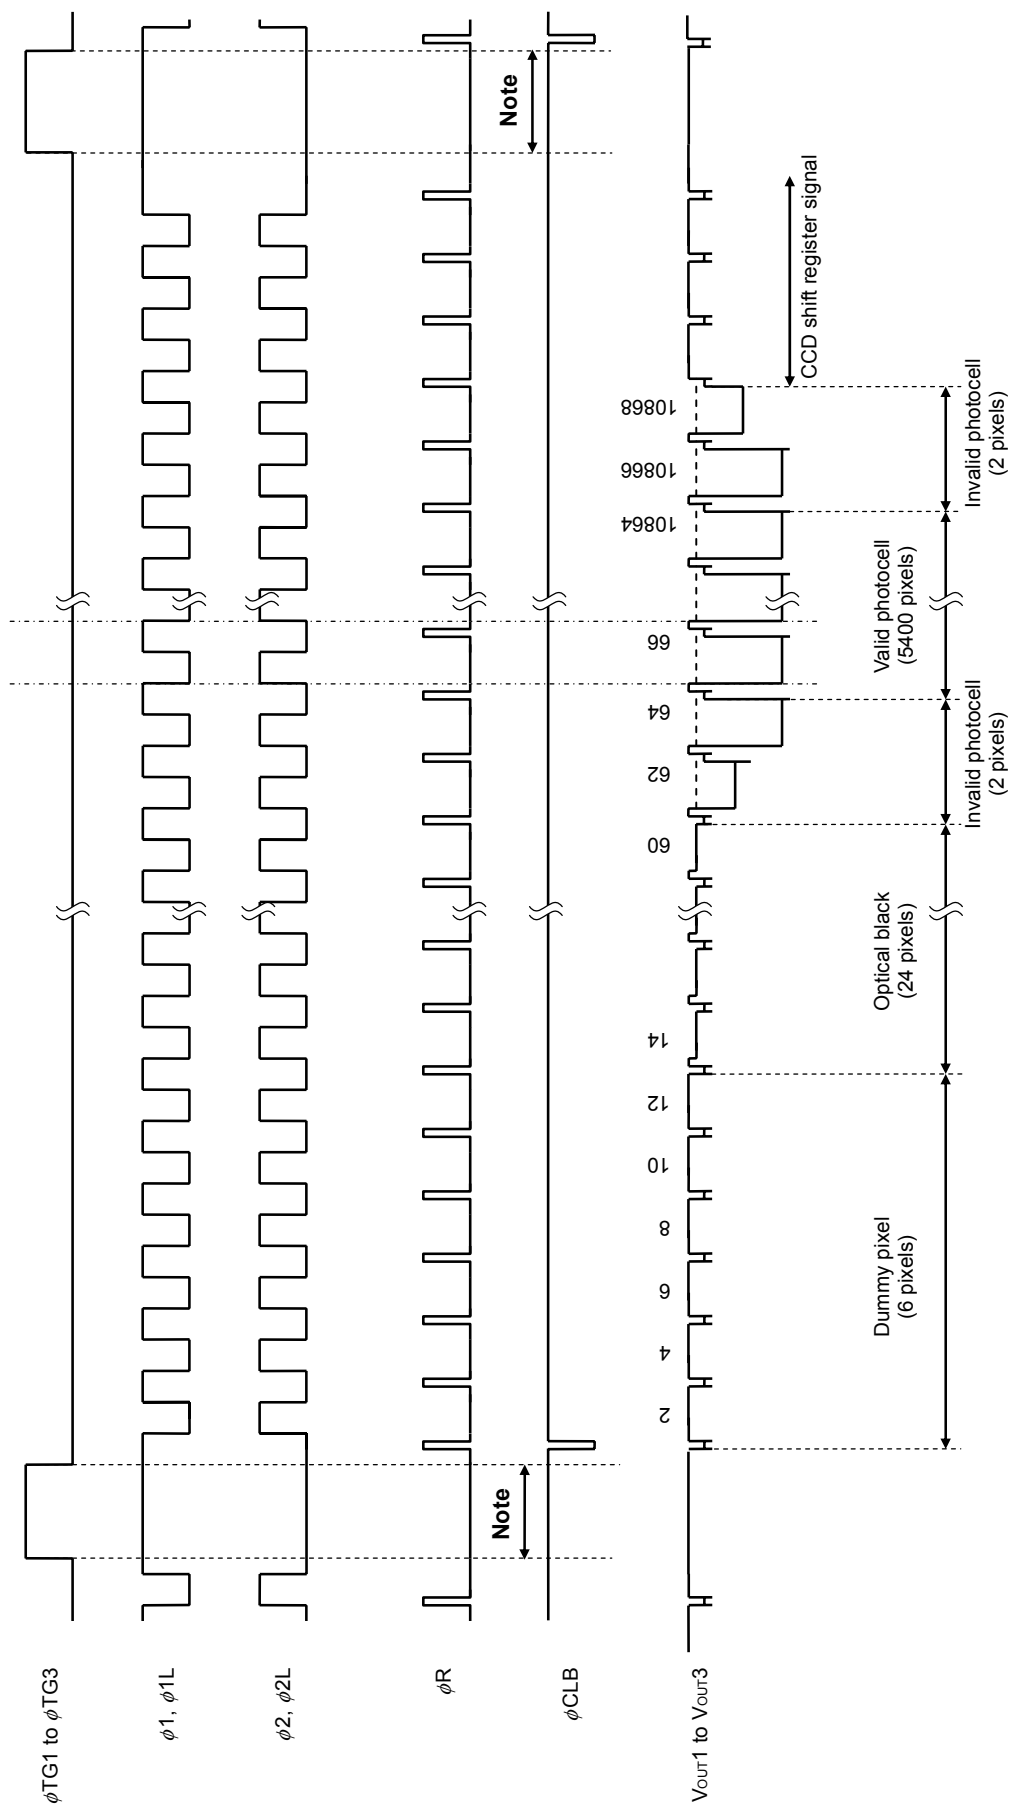 ϕTG1 to ϕTG3
ϕ1, ϕ1L
ϕ2, ϕ2L
ϕR
ϕCLB
Note
Note
VOUT1 to VOUT3
2
4
6
8
10
12
14
60
62
64
66
10864
10866
10868
CCD shift register signal
Dummy pixel
(6 pixels)
Optical black
(24 pixels)
Invalid photocell
(2 pixels)
Valid photocell
(5400 pixels)
Invalid photocell
(2 pixels)